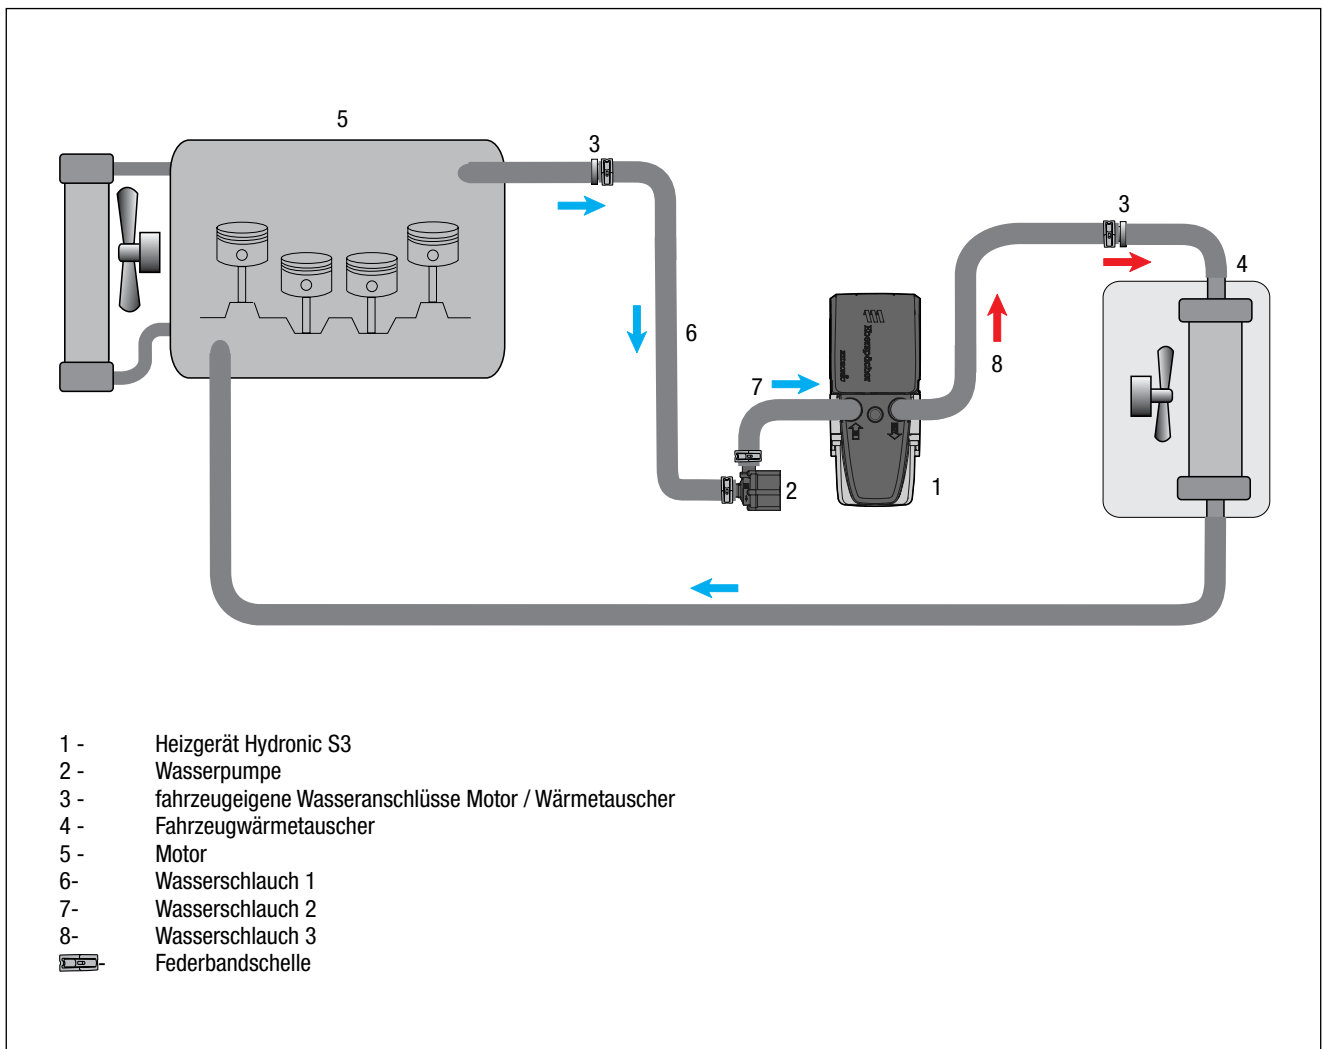 5
3
3
4
6
8
7
Eberspächer
2
1
1 - Heizgerät Hydronic S3
2 - Wasserpumpe
3 - fahrzeugeigene Wasseranschlüsse Motor / Wärmetauscher
4 - Fahrzeugwärmetauscher
5 - Motor
6- Wasserschlauch 1
7- Wasserschlauch 2
8- Wasserschlauch 3
- Federbandschelle